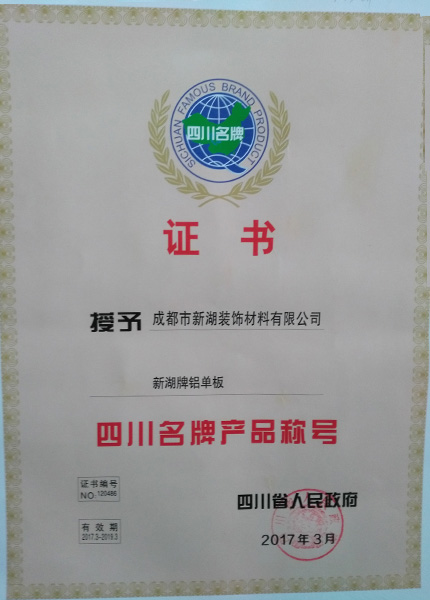 SICHUAN FAMOUS BRAND PRODUCT
四川名牌
证书
授予 成都市新湖装饰材料有限公司
新湖牌铝单板
四川名牌产品称号
证书编号
NO:120486
四川省人民政府
有效期
2017.3-2019.3
2017年3月